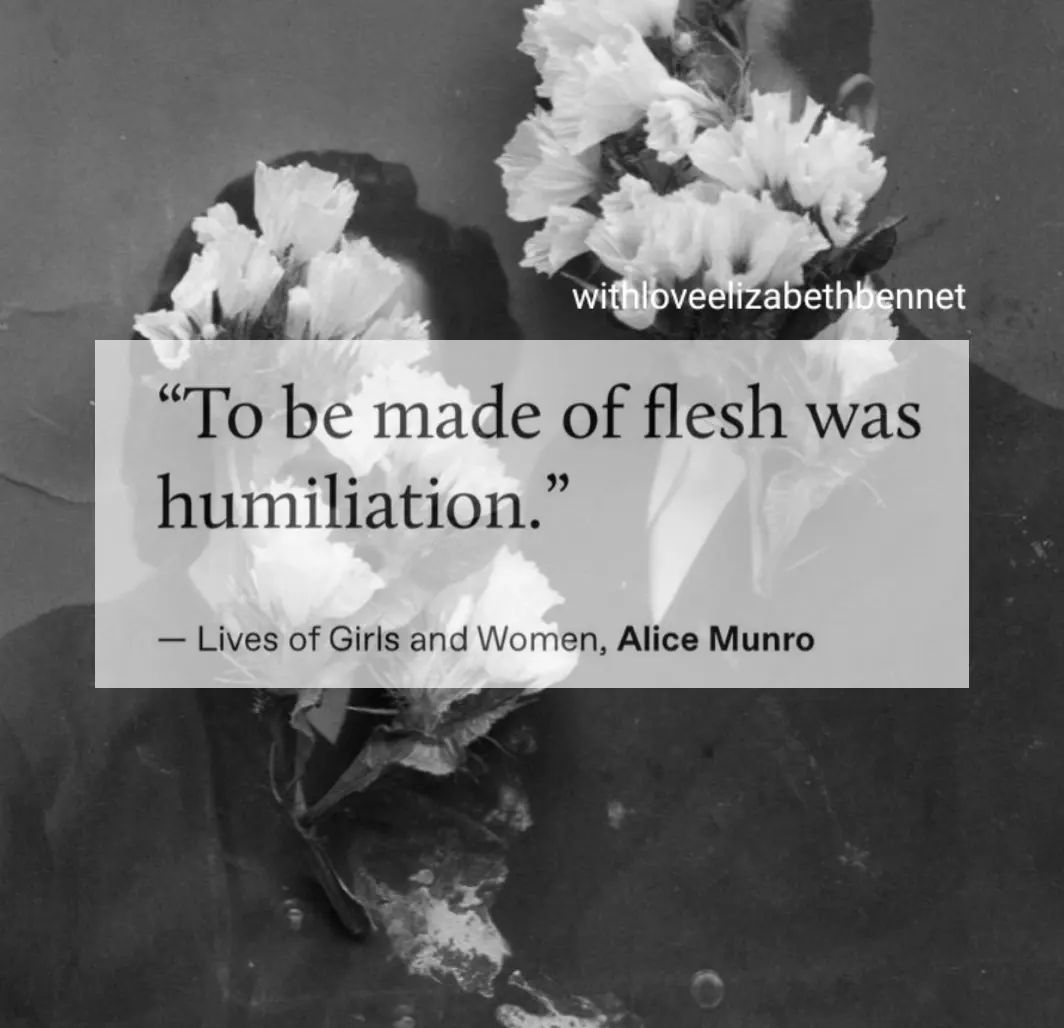 withloveelizabethbennet
“To be made of flesh was
humiliation.”
— Lives of Girls and Women, Alice Munro